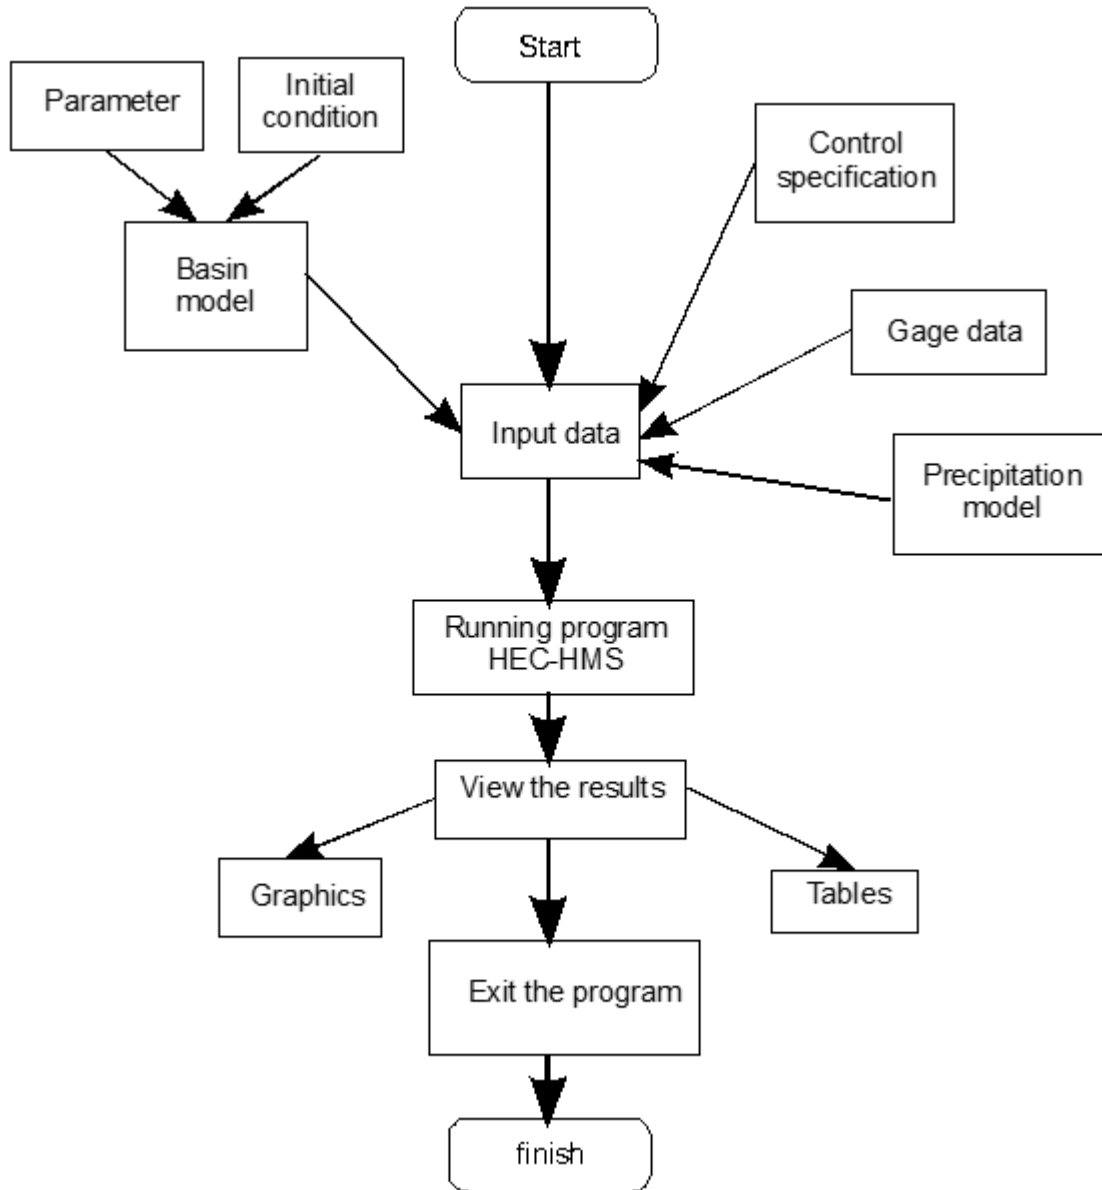 Start
Parameter
Initial
condition
Control
specification
Basin
model
Gage data
Input data
Precipitation
model
Running program
HEC-HMS
View the results
Graphics
Tables
Exit the program
finish